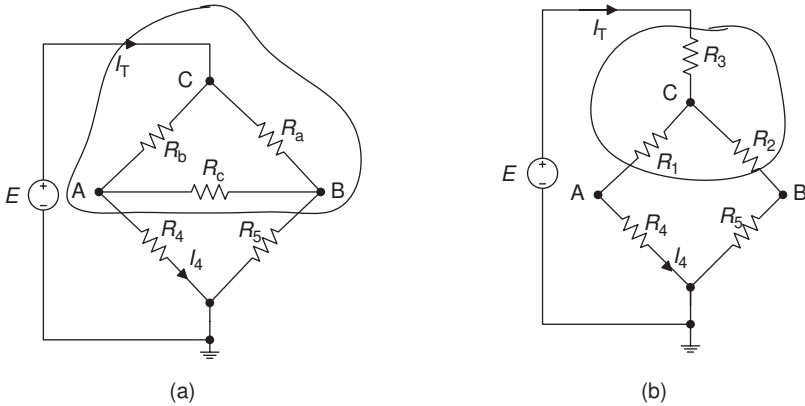 I_T
C
R_b
R_a
R_c
A
B
E
+
−
R_4
R_5
I_4
(a)
I_T
R_3
C
R_1
R_2
A
B
E
+
−
R_4
R_5
I_4
(b)